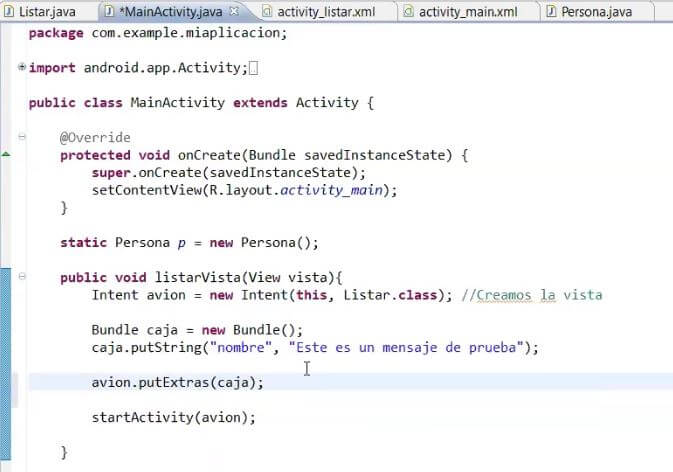 Listar.java *MainActivity.java activity_listar.xml activity_main.xml Persona.java
package com.example.miaplicacion;
import android.app.Activity;
public class MainActivity extends Activity {
@Override
protected void onCreate(Bundle savedInstanceState) {
super.onCreate(savedInstanceState);
setContentView(R.layout.activity_main);
}
static Persona p = new Persona();
public void listarVista(View vista){
Intent avion = new Intent(this, Listar.class); //Creamos la vista
Bundle caja = new Bundle();
caja.putString("nombre", "Este es un mensaje de prueba");
avion.putExtras(caja);
startActivity(avion);
}